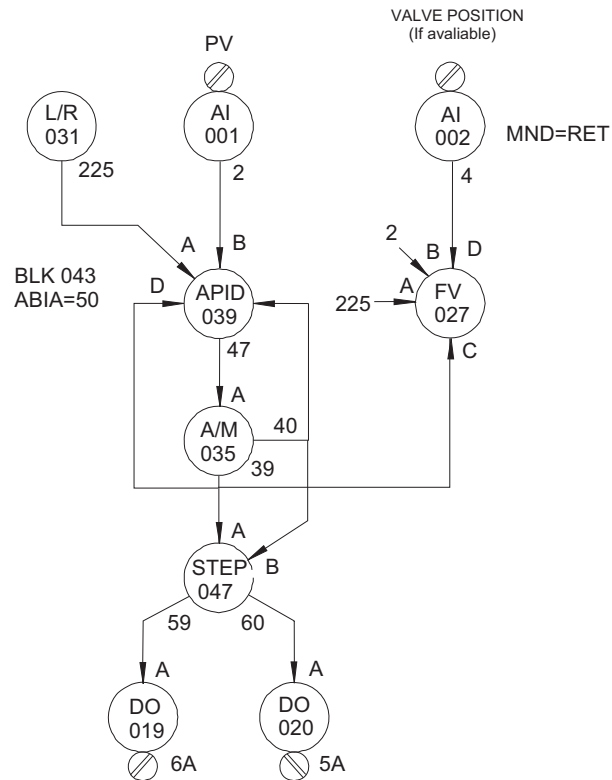 VALVE POSITION
(If avaliable)
PV
L/R
031
AI
001
AI
002
MND=RET
225
2
4
A
B
2
B
D
BLK 043
ABIA=50
D
APID
039
225
A
FV
027
47
C
A
A/M
035
40
39
A
STEP
047
B
59
60
A
A
DO
019
DO
020
6A
5A